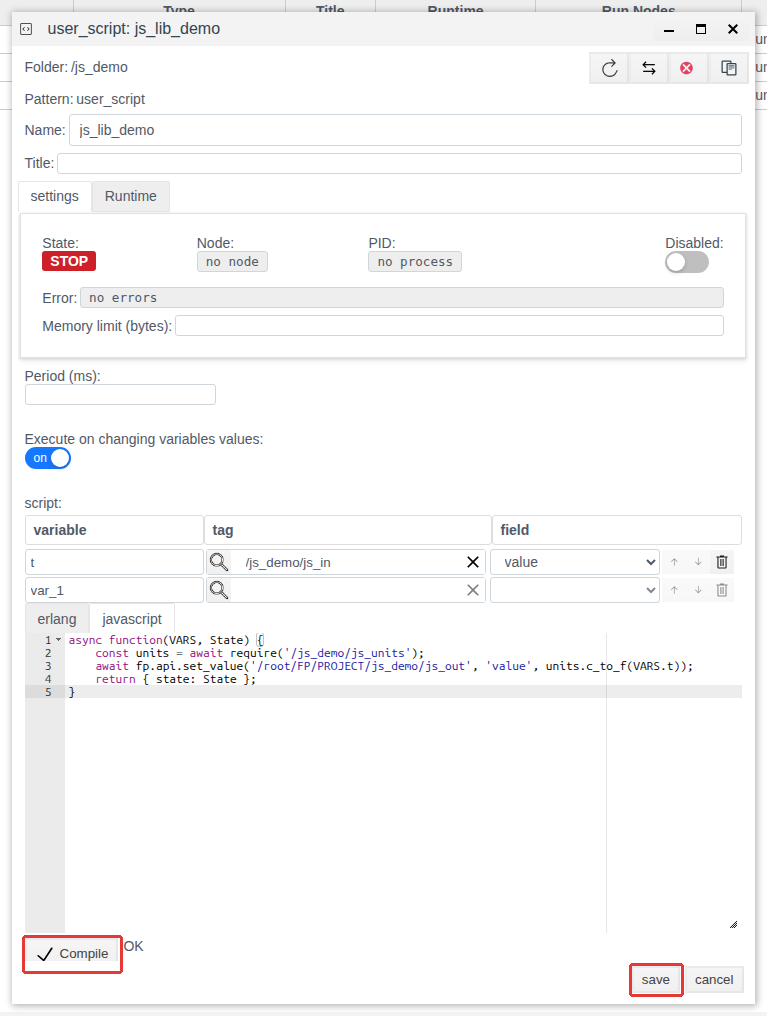 Type Title Runtime Run Nodes
user_script: js_lib_demo
Folder: /js_demo
Pattern: user_script
Name: js_lib_demo
Title:
settings Runtime
State: Node: PID: Disabled:
STOP no node no process
Error: no errors
Memory limit (bytes):
Period (ms):
Execute on changing variables values:
on
script:
variable tag field
t /js_demo/js_in value
var_1
erlang javascript
1 async function(VARS, State) {
2 const units = await require('/js_demo/js_units');
3 await fp.api.set_value('/root/FP/PROJECT/js_demo/js_out', 'value', units.c_to_f(VARS.t));
4 return { state: State };
5 }
Compile OK
save cancel